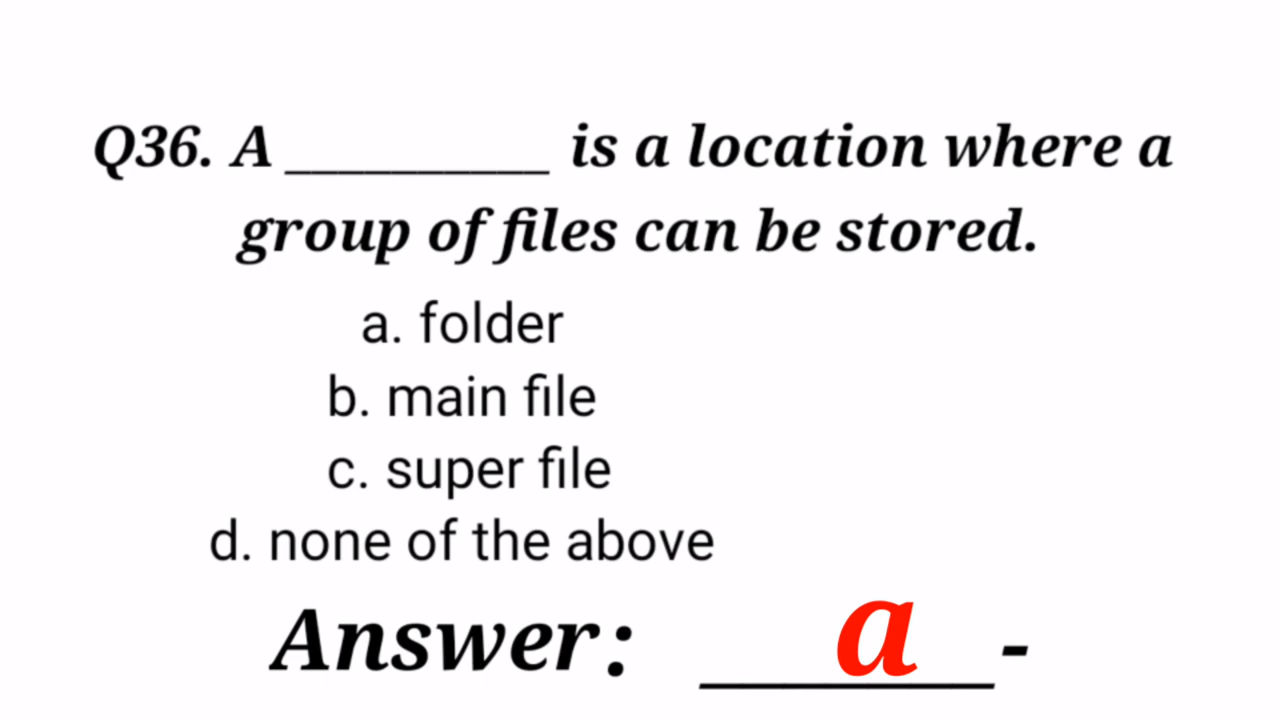 Q36. A __________ is a location where a
group of files can be stored.
a. folder
b. main file
c. super file
d. none of the above
Answer: ____a____-